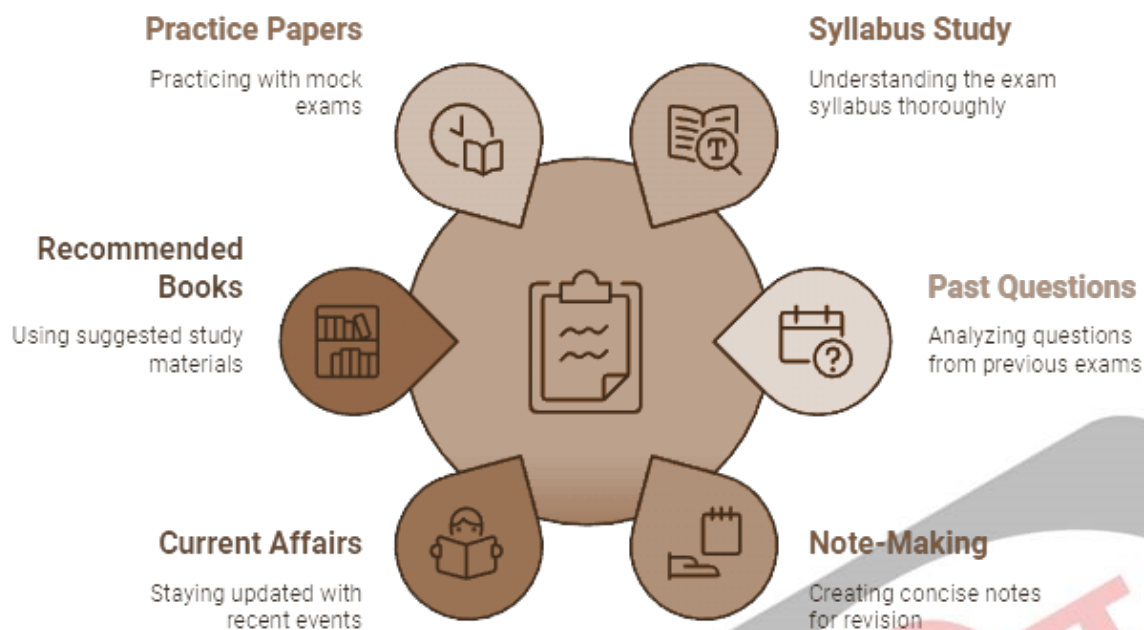 Practice Papers
Practicing with mock
exams
Syllabus Study
Understanding the exam
syllabus thoroughly
Recommended
Books
Using suggested study
materials
Past Questions
Analyzing questions
from previous exams
Current Affairs
Staying updated with
recent events
Note-Making
Creating concise notes
for revision
T
?